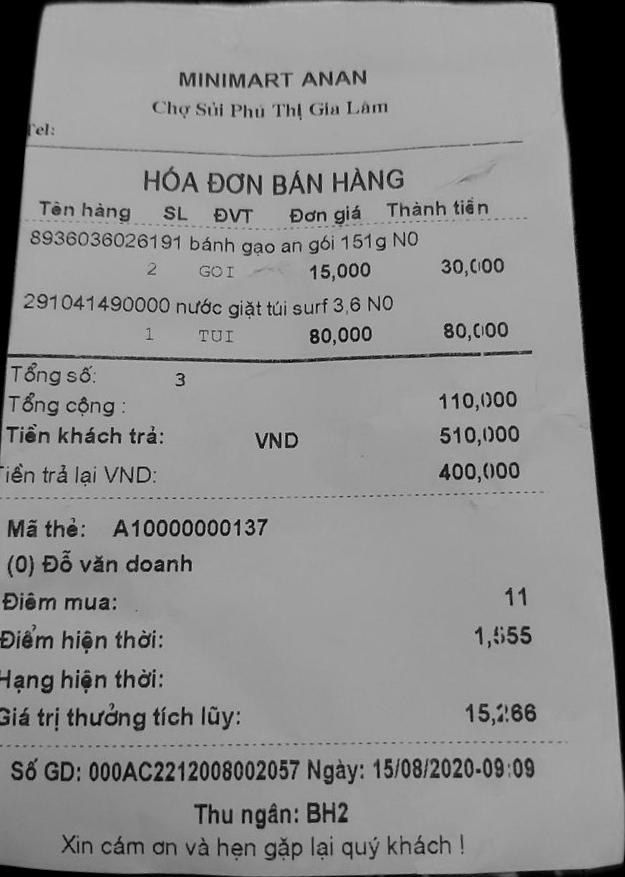 MINIMART ANAN
Chợ Sủi Phú Thị Gia Lâm
Tel:
HÓA ĐƠN BÁN HÀNG
Tên hàng SL ĐVT Đơn giá Thành tiền
8936036026191 bánh gạo an gói 151g N0
2 GOI 15,000 30,000
291041490000 nước giặt túi surf 3,6 N0
1 TUI 80,000 80,000
Tổng số: 3
Tổng cộng : 110,000
Tiền khách trả: VND 510,000
Tiền trả lại VND: 400,000
Mã thẻ: A10000000137
(0) Đỗ văn doanh
Điểm mua: 11
Điểm hiện thời: 1,555
Hạng hiện thời:
Giá trị thưởng tích lũy: 15,266
Số GD: 000AC2212008002057 Ngày: 15/08/2020-09:09
Thu ngân: BH2
Xin cám ơn và hẹn gặp lại quý khách !